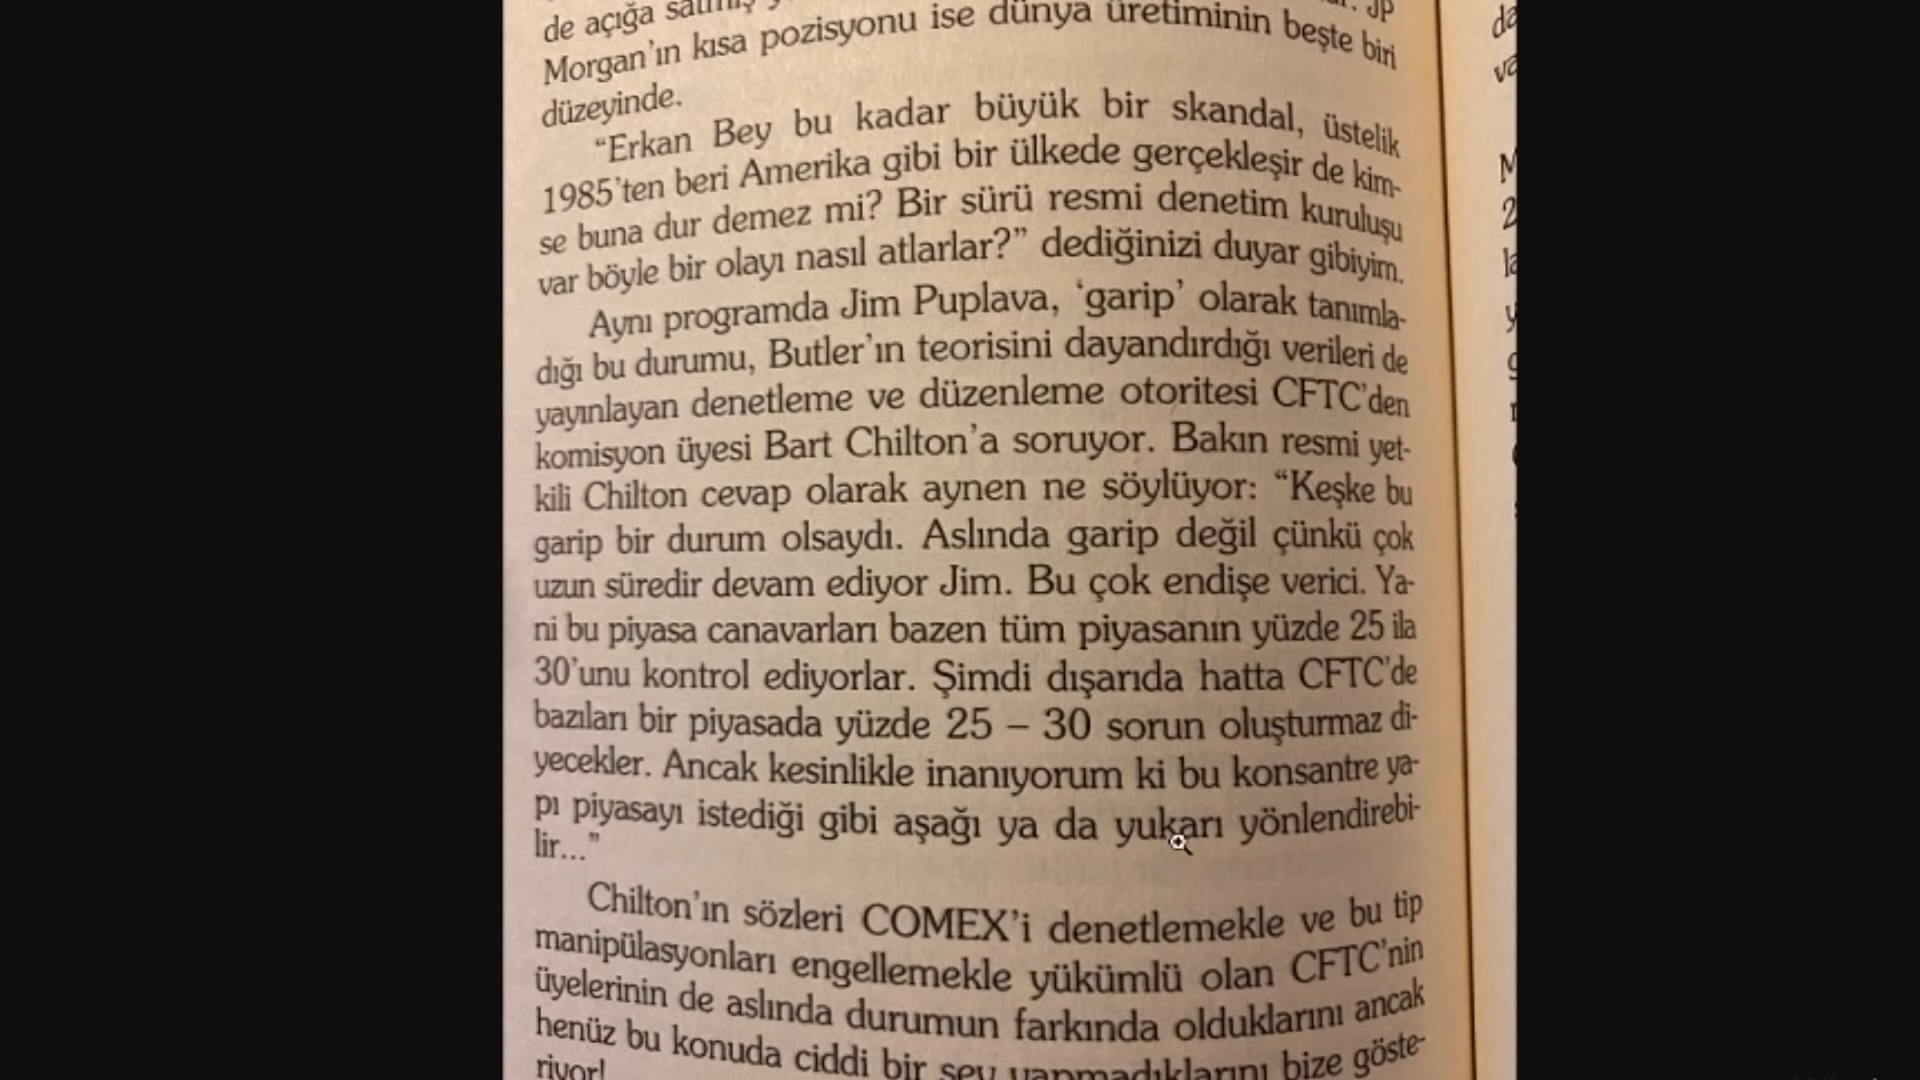 de açığa satmış
JP
Morgan’ın kısa pozisyonu ise dünya üretiminin beşte biri
düzeyinde.
“Erkan Bey bu kadar büyük bir skandal, üstelik
1985’ten beri Amerika gibi bir ülkede gerçekleşir de kim-
se buna dur demez mi? Bir sürü resmi denetim kuruluşu
var böyle bir olayı nasıl atlarlar?” dediğinizi duyar gibiyim.
Aynı programda Jim Puplava, ‘garip’ olarak tanımla-
dığı bu durumu, Butler’ın teorisini dayandırdığı verileri de
yayınlayan denetleme ve düzenleme otoritesi CFTC’den
komisyon üyesi Bart Chilton’a soruyor. Bakın resmi yet-
kili Chilton cevap olarak aynen ne söylüyor: “Keşke bu
garip bir durum olsaydı. Aslında garip değil çünkü çok
uzun süredir devam ediyor Jim. Bu çok endişe verici. Ya-
ni bu piyasa canavarları bazen tüm piyasanın yüzde 25 ila
30’unu kontrol ediyorlar. Şimdi dışarıda hatta CFTC’de
bazıları bir piyasada yüzde 25 – 30 sorun oluşturmaz di-
yecekler. Ancak kesinlikle inanıyorum ki bu konsantre ya-
pı piyasayı istediği gibi aşağı ya da yukarı yönlendirebi-
lir...”
Chilton’ın sözleri COMEX’i denetlemekle ve bu tip
manipülasyonları engellemekle yükümlü olan CFTC’nin
üyelerinin de aslında durumun farkında olduklarını ancak
henüz bu konuda ciddi bir şey yapmadıklarını bize göste-
riyor!